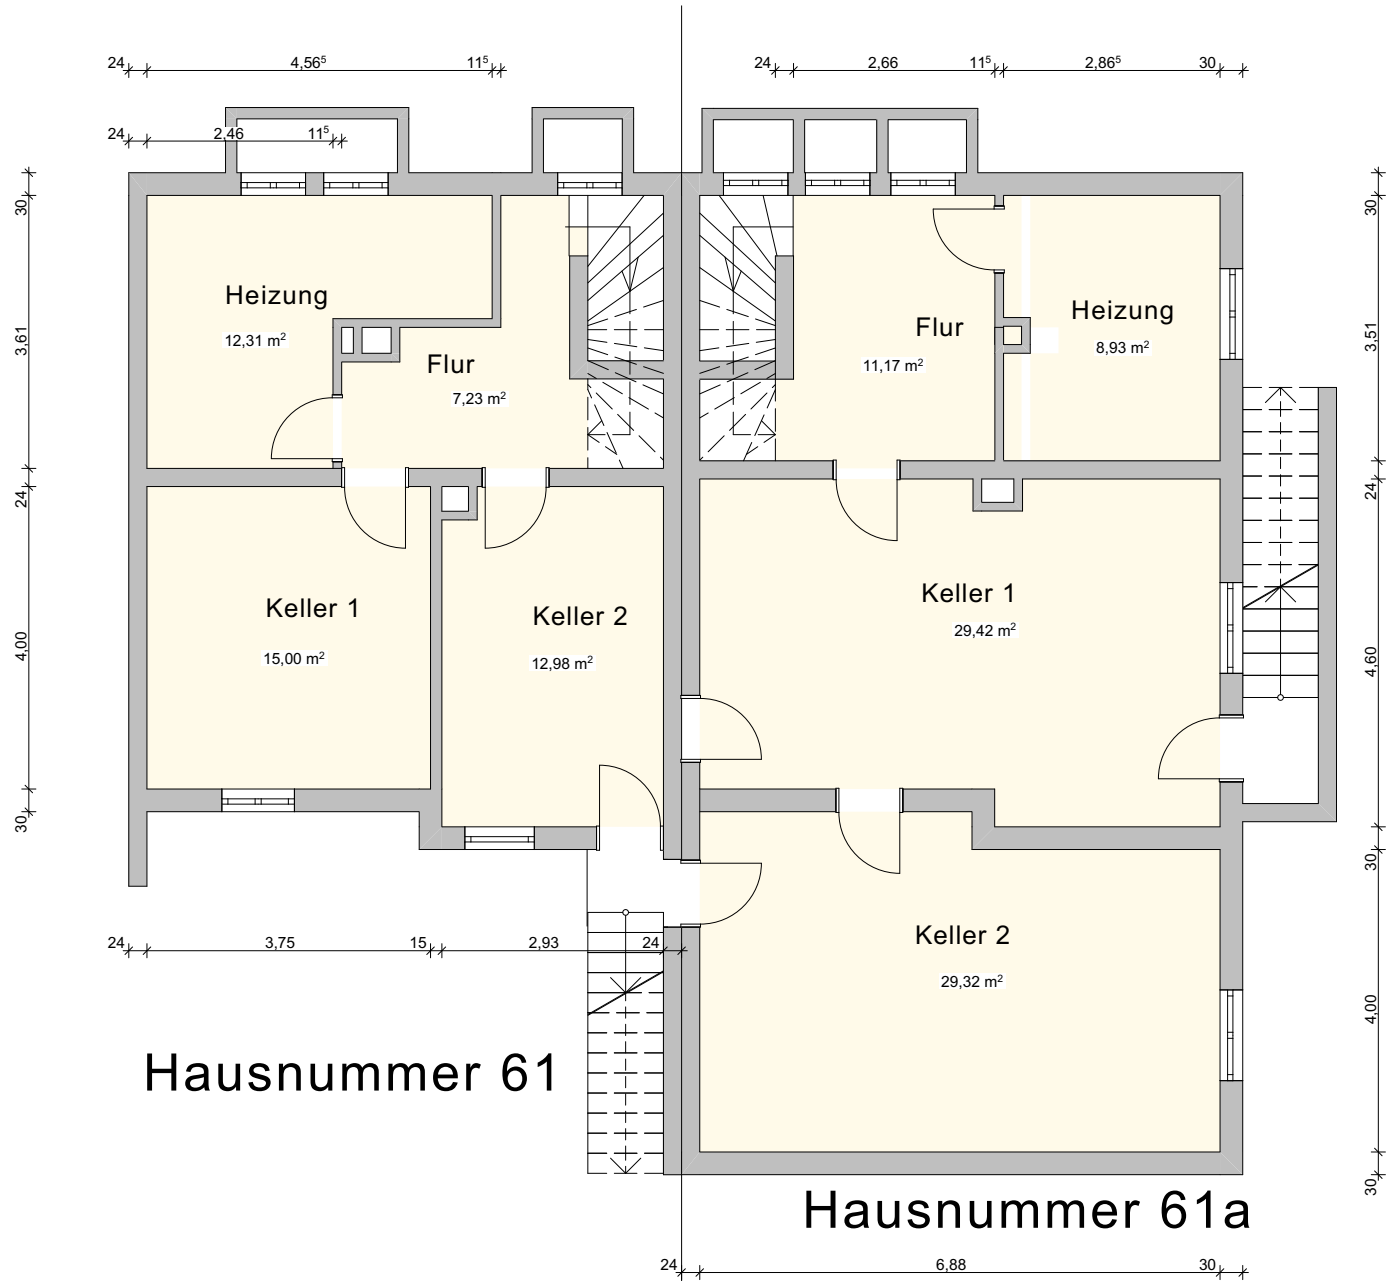 24 4,56⁵ 11⁵ 24 2,66 11⁵ 2,86⁵ 30
24 2,46 11⁵
30
3,61
24
4,00
30
30
3,51
24
4,60
30
4,00
30
Heizung
12,31 m²
Flur
7,23 m²
Flur
11,17 m²
Heizung
8,93 m²
Keller 1
15,00 m²
Keller 2
12,98 m²
Keller 1
29,42 m²
Keller 2
29,32 m²
24 3,75 15 2,93 24
Hausnummer 61
Hausnummer 61a
24 6,88 30